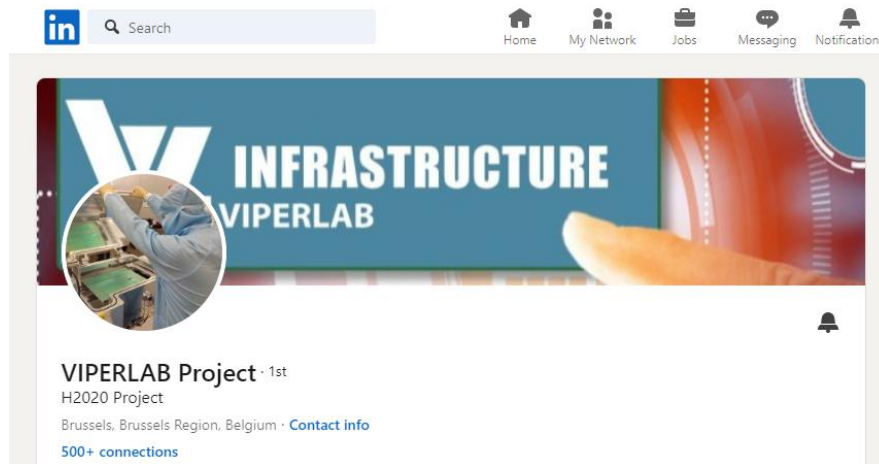 in Search
Home My Network Jobs Messaging Notification
INFRASTRUCTURE
VIPERLAB
VIPERLAB Project · 1st
H2020 Project
Brussels, Brussels Region, Belgium · Contact info
500+ connections